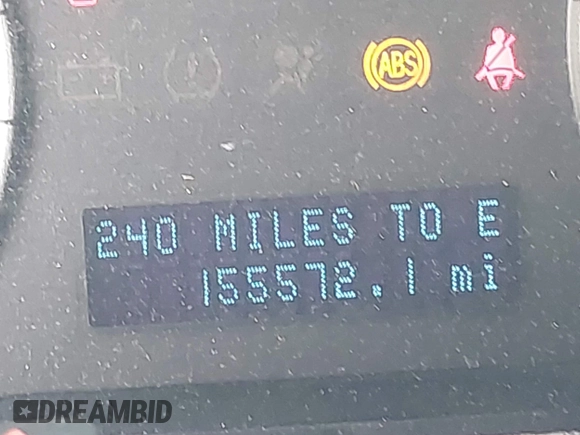 ABS
240 MILES TO E
155572.1 mi
DREAMBID